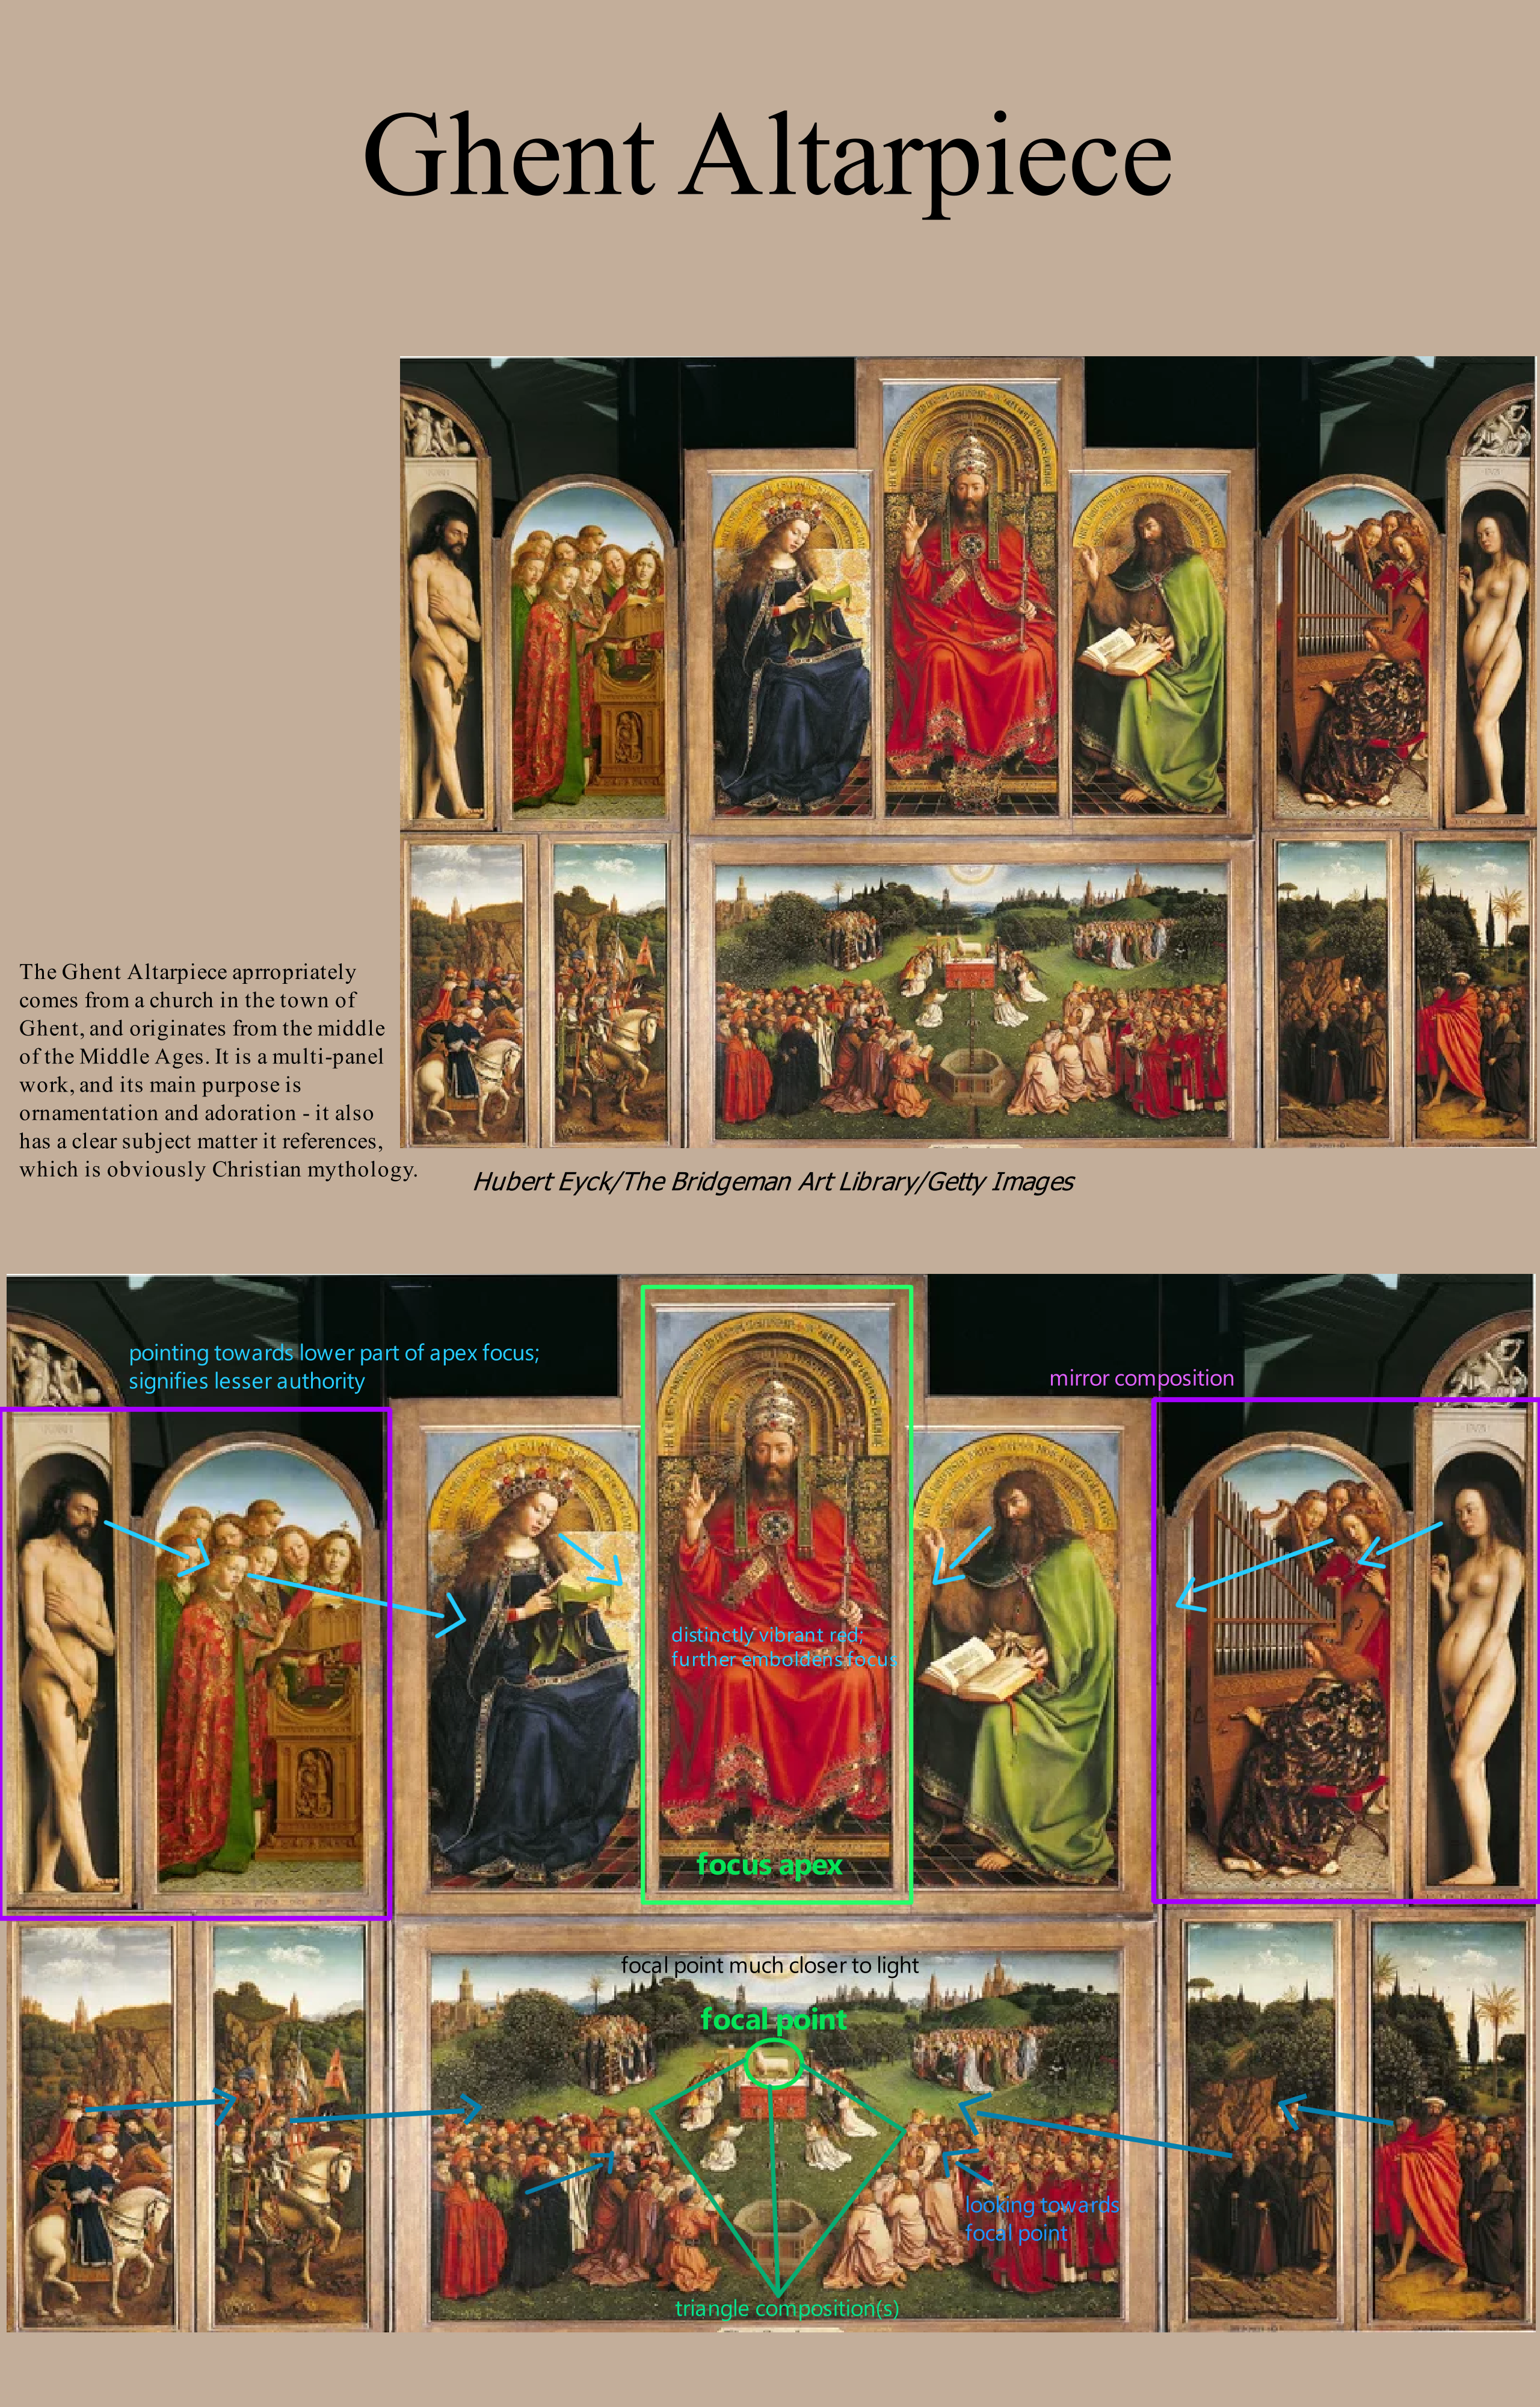 Ghent Altarpiece
The Ghent Altarpiece aprropriately
comes from a church in the town of
Ghent, and originates from the middle
of the Middle Ages. It is a multi-panel
work, and its main purpose is
ornamentation and adoration - it also
has a clear subject matter it references,
which is obviously Christian mythology.
Hubert Eyck/The Bridgeman Art Library/Getty Images
pointing towards lower part of apex focus;
signifies lesser authority
mirror composition
distinctly vibrant red;
further emboldens focus
focus apex
focal point much closer to light
focal point
looking towards
focal point
triangle composition(s)